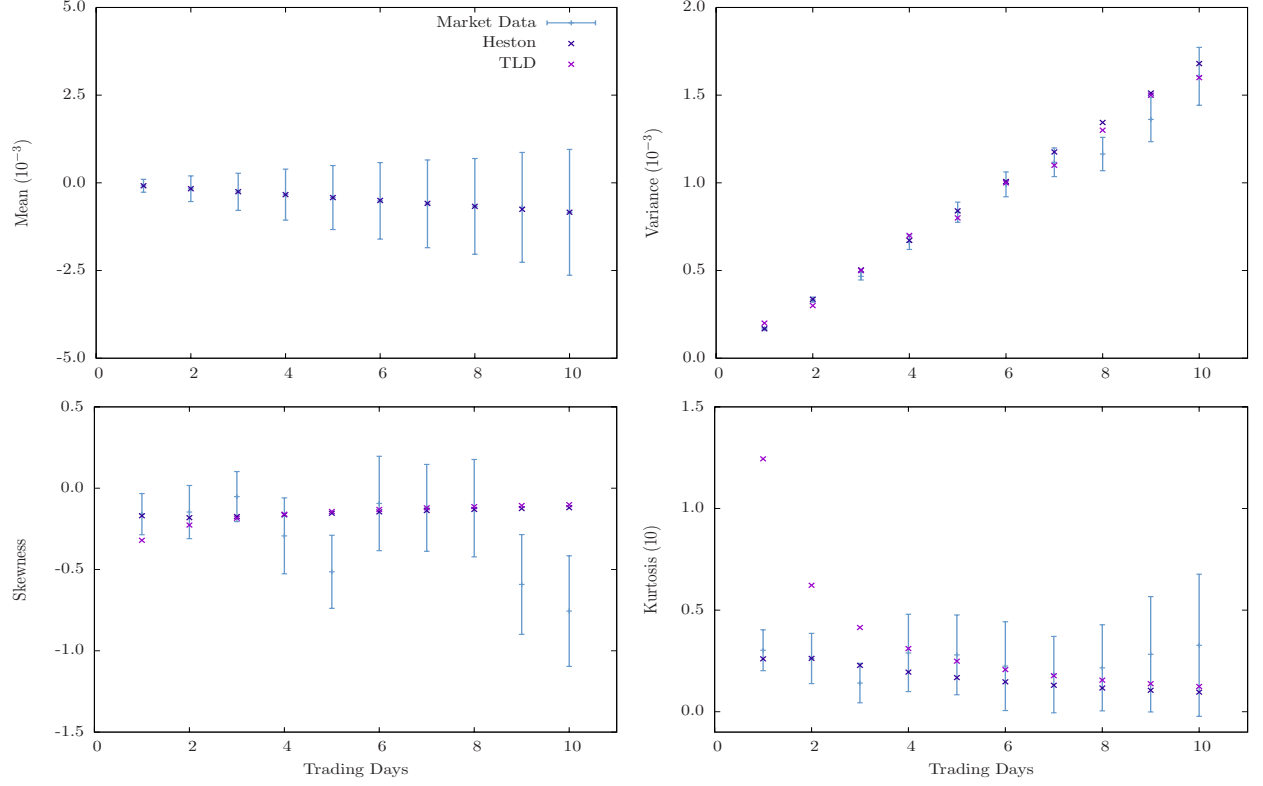 5.0
2.5
0.0
-2.5
-5.0
Mean (10⁻³)
0 2 4 6 8 10
Market Data
Heston
TLD
2.0
1.5
1.0
0.5
0.0
Variance (10⁻³)
0 2 4 6 8 10
0.5
0.0
-0.5
-1.0
-1.5
Skewness
0 2 4 6 8 10
Trading Days
1.5
1.0
0.5
0.0
Kurtosis (10)
0 2 4 6 8 10
Trading Days